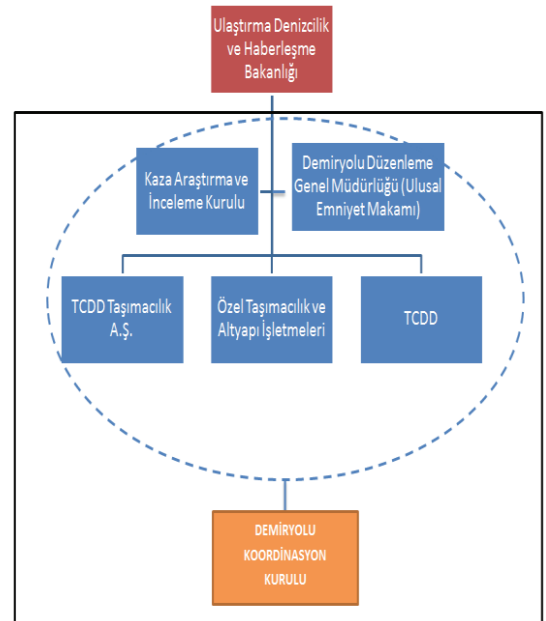 Ulaştırma Denizcilik
ve Haberleşme
Bakanlığı
Kaza Araştırma ve
İnceleme Kurulu
Demiryolu Düzenleme
Genel Müdürlüğü (Ulusal
Emniyet Makamı)
TCDD Taşımacılık
A.Ş.
Özel Taşımacılık ve
Altyapı İşletmeleri
TCDD
DEMİRYOLU
KOORDİNASYON
KURULU